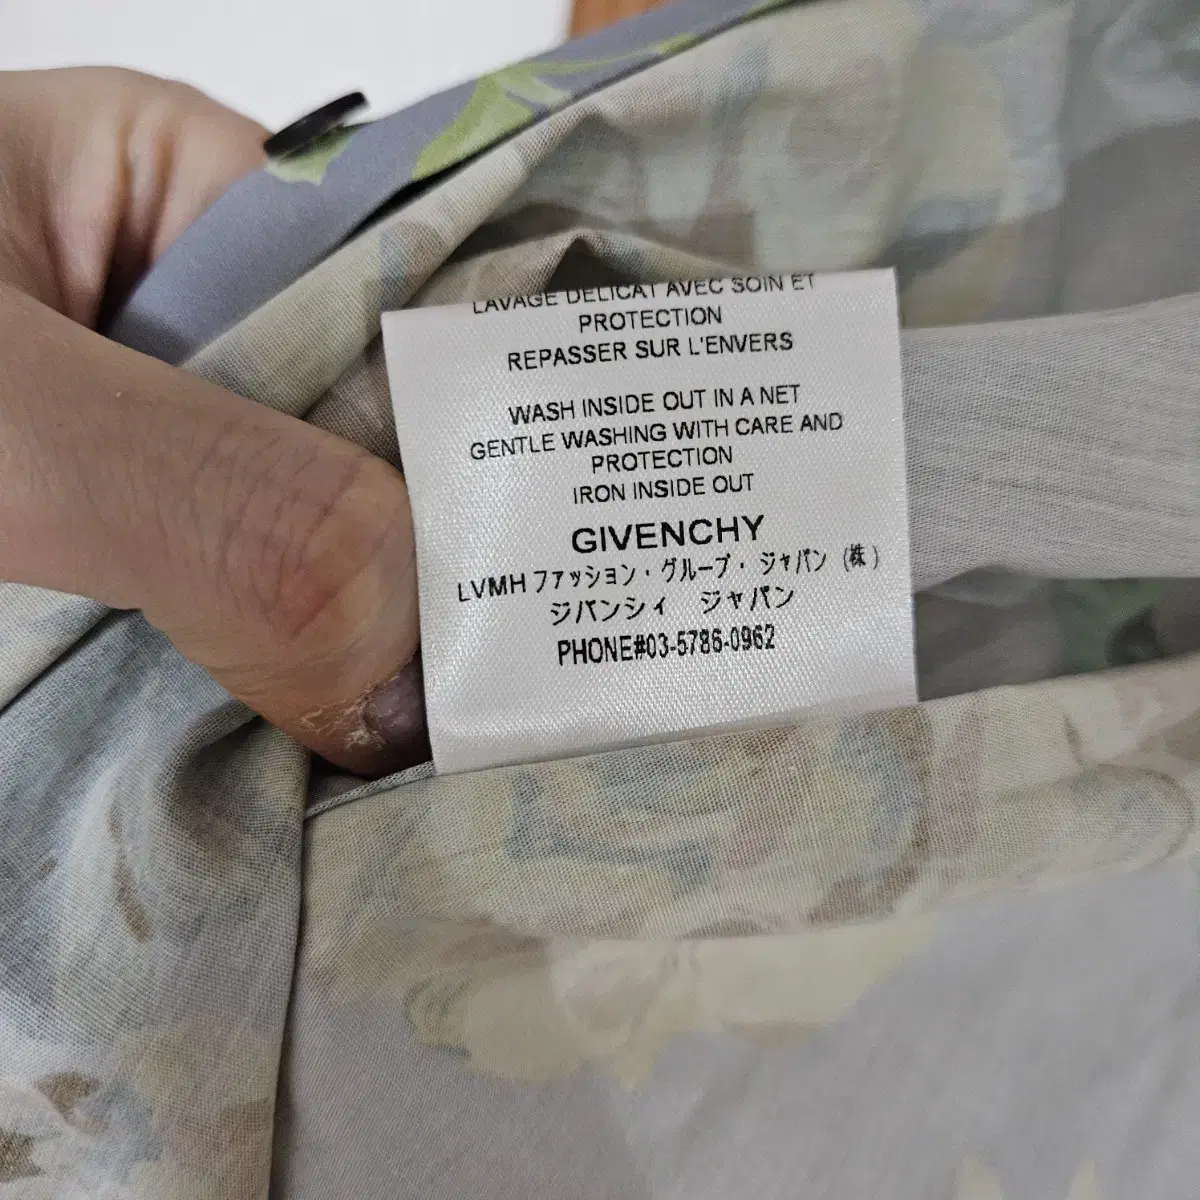 LAVAGE DELICAT AVEC SOIN ET
PROTECTION
REPASSER SUR L'ENVERS
WASH INSIDE OUT IN A NET
GENTLE WASHING WITH CARE AND
PROTECTION
IRON INSIDE OUT
GIVENCHY
LVMH ファッション・グループ・ジャパン (株)
ジバンシィ ジャパン
PHONE#03-5786-0962